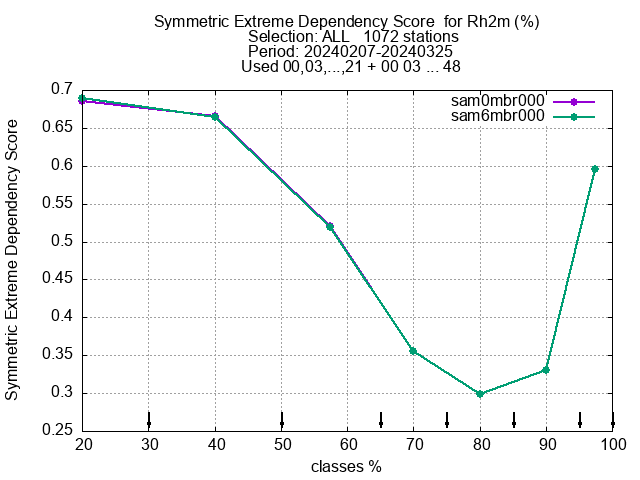 Symmetric Extreme Dependency Score  for Rh2m (%)
Selection: ALL   1072 stations
Period: 20240207-20240325
Used 00,03,...,21 + 00 03 ... 48
sam0mbr000
sam6mbr000
Symmetric Extreme Dependency Score
0.7
0.65
0.6
0.55
0.5
0.45
0.4
0.35
0.3
0.25
20 30 40 50 60 70 80 90 100
classes %